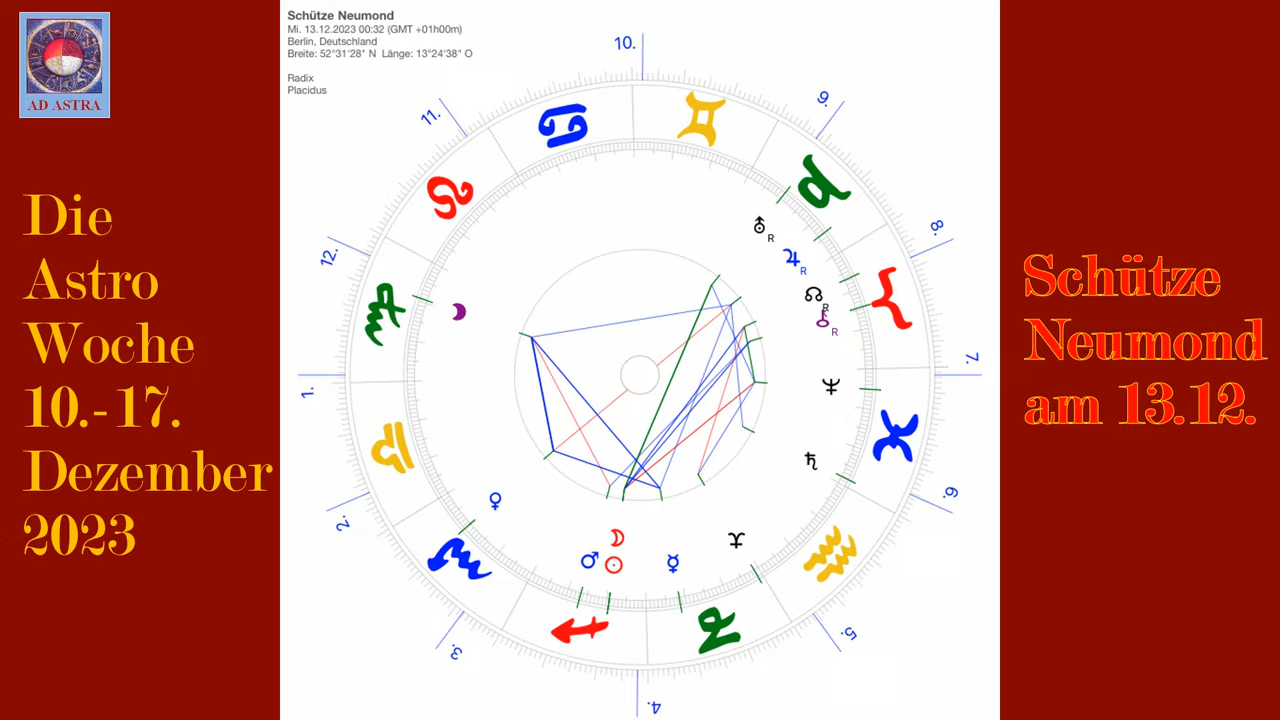 AD ASTRA
Die
Astro
Woche
10.-17.
Dezember
2023
Schütze Neumond
Mi. 13.12.2023 00:32 (GMT +01h00m)
Berlin, Deutschland
Breite: 52°31'28" N  Länge: 13°24'38" O
Radix
Placidus
10.
9.
8.
7.
6.
5.
4.
3.
2.
1.
12.
11.
R
R
R
R
Schütze
Neumond
am 13.12.